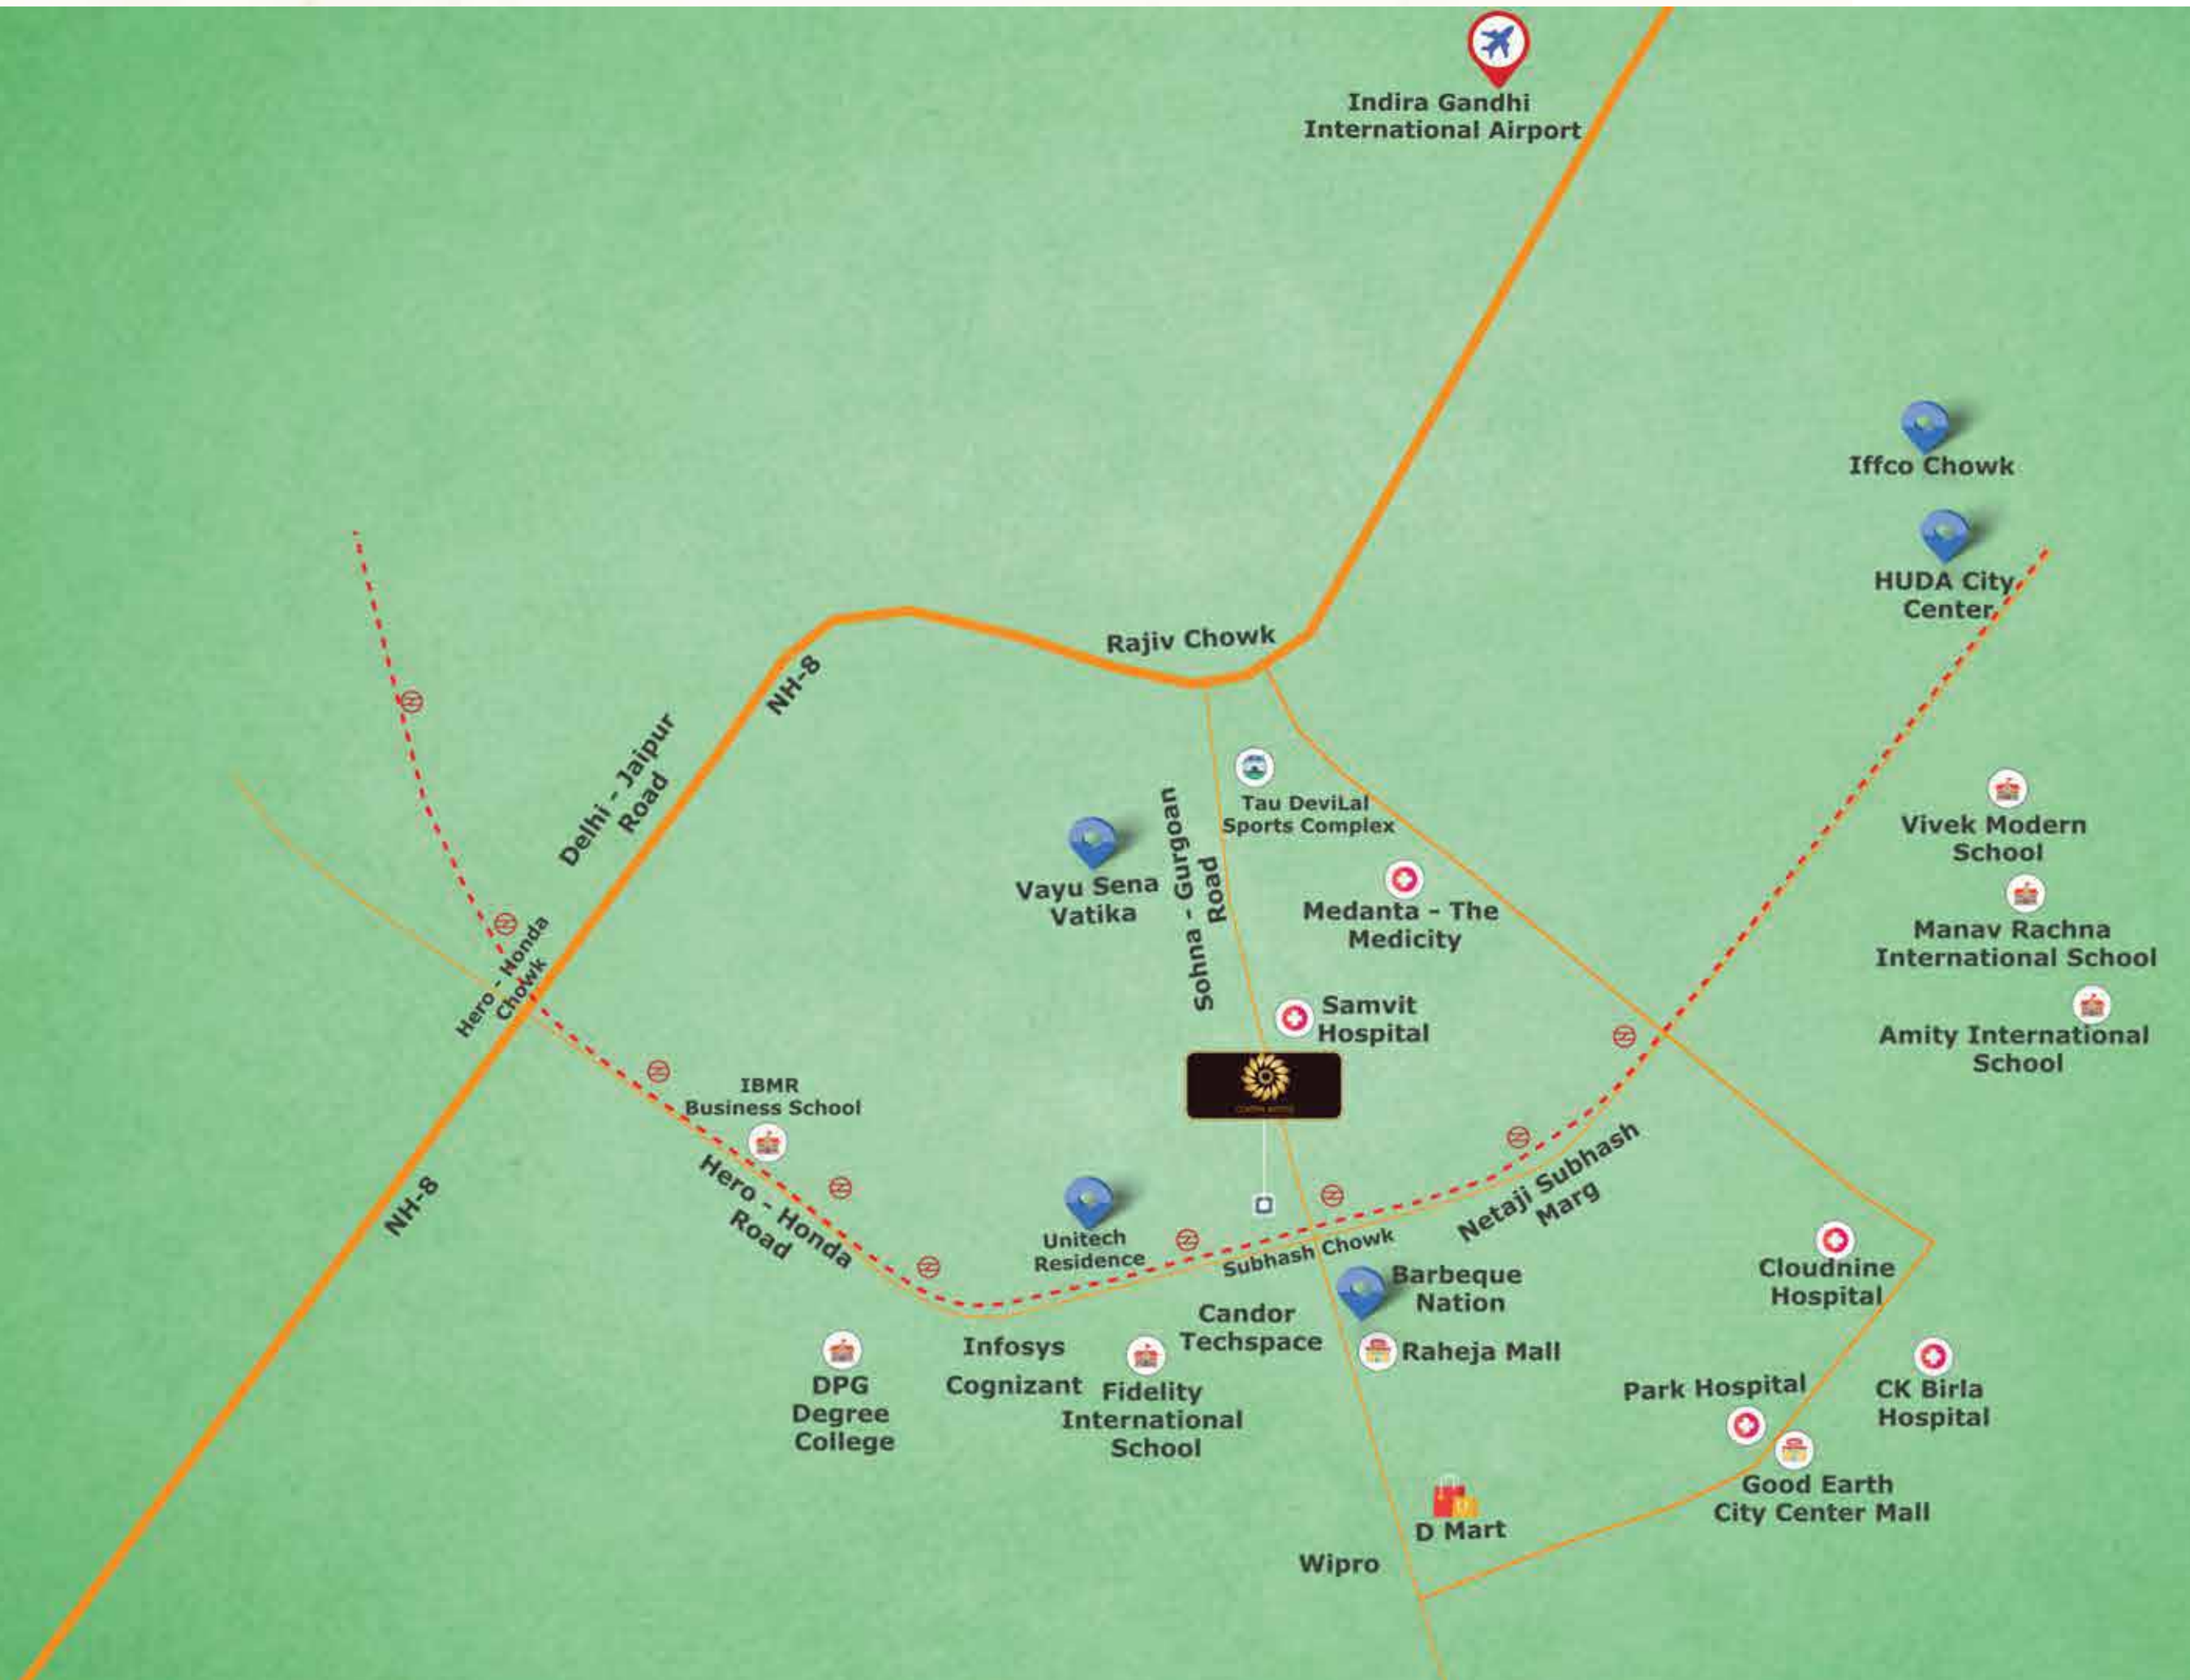 Indira Gandhi
International Airport
Iffco Chowk
HUDA City
Center
Rajiv Chowk
NH-8
Delhi - Jaipur
Road
Tau DeviLal
Sports Complex
Sohna - Gurgoan
Road
Vayu Sena
Vatika
Medanta - The
Medicity
Vivek Modern
School
Manav Rachna
International School
Amity International
School
Hero - Honda
Chowk
Samvit
Hospital
IBMR
Business School
Hero - Honda
Road
NH-8
Unitech
Residence
Subhash Chowk
Netaji Subhash
Marg
Barbeque
Nation
Cloudnine
Hospital
Candor
Techspace
Raheja Mall
Infosys
Cognizant
DPG
Degree
College
Fidelity
International
School
Park Hospital
CK Birla
Hospital
Good Earth
City Center Mall
D Mart
Wipro